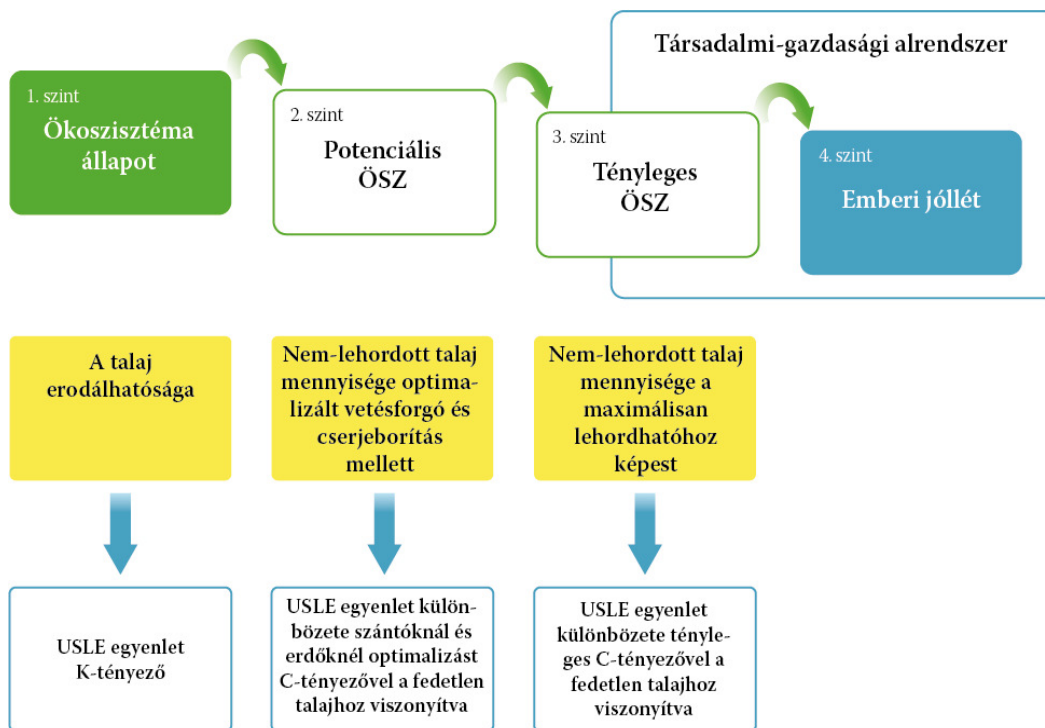 Társadalmi-gazdasági alrendszer
1. szint
Ökoszisztéma
állapot
2. szint
Potenciális
ÖSZ
3. szint
Tényleges
ÖSZ
4. szint
Emberi jóllét
A talaj
erodálhatósága
Nem-lehordott talaj
mennyisége optima-
lizált vetésforgó és
cserjeborítás
mellett
Nem-lehordott talaj
mennyisége a
maximálisan
lehordhatóhoz
képest
USLE egyenlet
K-tényező
USLE egyenlet külön-
bözete szántóknál és
erdőknél optimalizást
C-tényezővel a fedetlen
talajhoz viszonyítva
USLE egyenlet
különbözete tényle-
ges C-tényezővel a
fedetlen talajhoz
viszonyítva